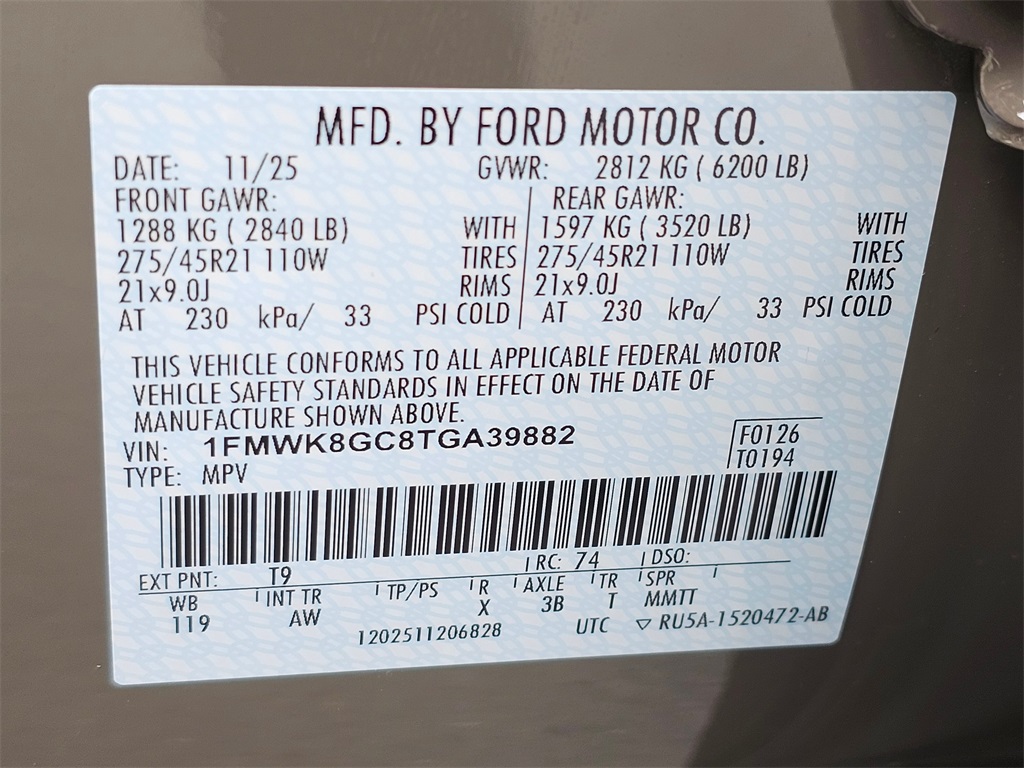 MFD. BY FORD MOTOR CO.
DATE: 11/25 GVWR: 2812 KG ( 6200 LB)
FRONT GAWR: REAR GAWR:
1288 KG ( 2840 LB) WITH 1597 KG ( 3520 LB) WITH
275/45R21 110W TIRES 275/45R21 110W TIRES
21x9.0J RIMS 21x9.0J RIMS
AT 230 kPa/ 33 PSI COLD AT 230 kPa/ 33 PSI COLD
THIS VEHICLE CONFORMS TO ALL APPLICABLE FEDERAL MOTOR
VEHICLE SAFETY STANDARDS IN EFFECT ON THE DATE OF
MANUFACTURE SHOWN ABOVE.
VIN: 1FMWK8GC8TGA39882 F0126
TYPE: MPV T0194
EXT PNT: T9 RC: 74 DSO:
WB INT TR TP/PS R AXLE TR SPR
119 AW X 3B T MMTT
1202511206828 UTC ▽ RU5A-1520472-AB